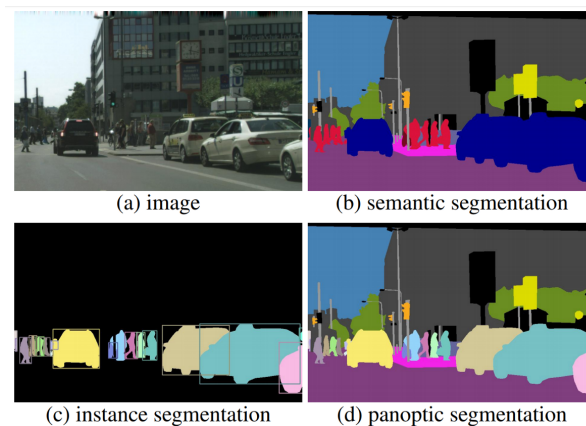 (a) image
(b) semantic segmentation
(c) instance segmentation
(d) panoptic segmentation